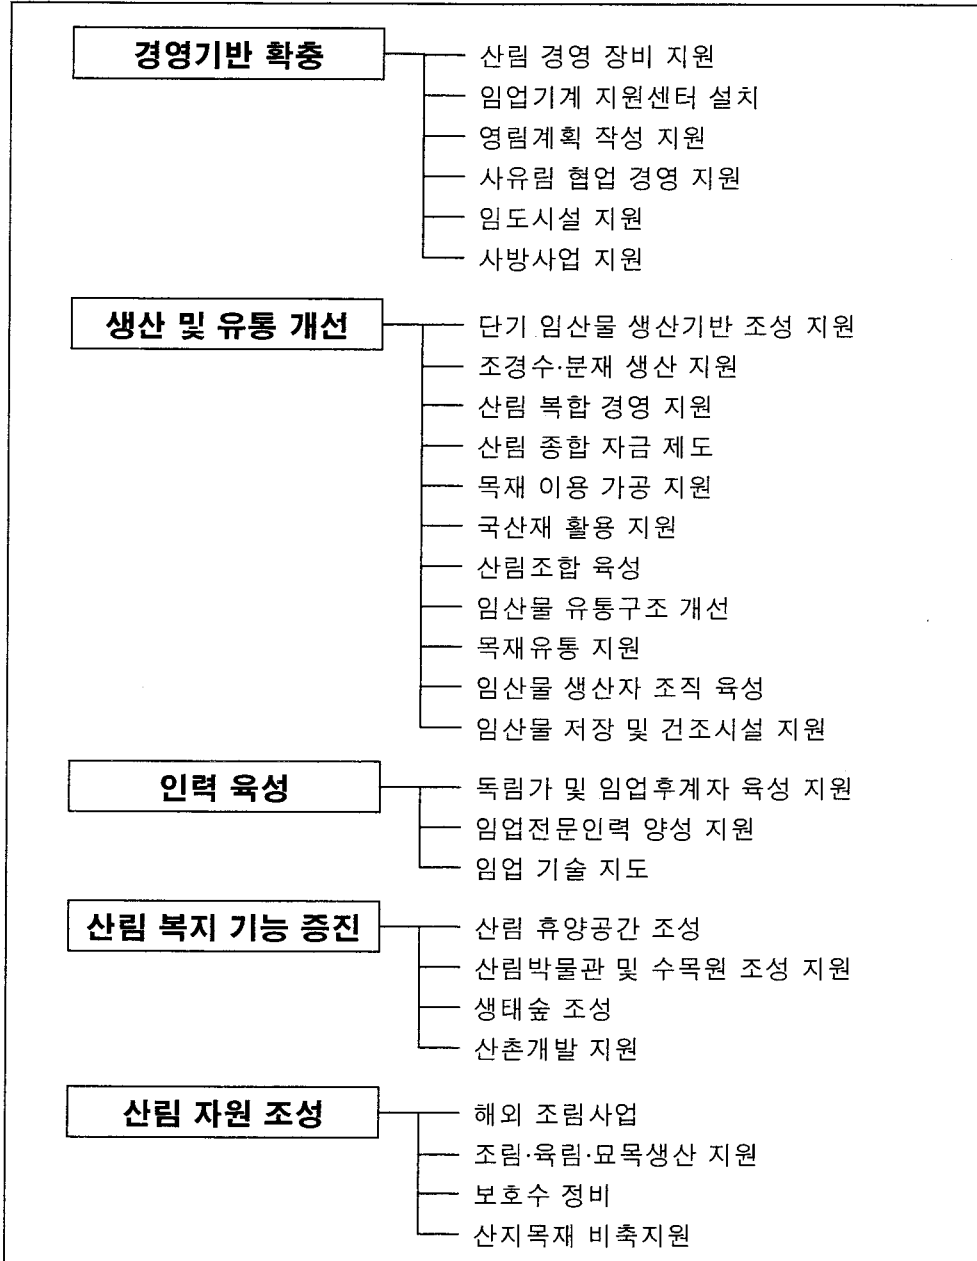 경영기반 확충
산림 경영 장비 지원
임업기계 지원센터 설치
영림계획 작성 지원
사유림 협업 경영 지원
임도시설 지원
사방사업 지원
생산 및 유통 개선
단기 임산물 생산기반 조성 지원
조경수·분재 생산 지원
산림 복합 경영 지원
산림 종합 자금 제도
목재 이용 가공 지원
국산재 활용 지원
산림조합 육성
임산물 유통구조 개선
목재유통 지원
임산물 생산자 조직 육성
임산물 저장 및 건조시설 지원
인력 육성
독림가 및 임업후계자 육성 지원
임업전문인력 양성 지원
임업 기술 지도
산림 복지 기능 증진
산림 휴양공간 조성
산림박물관 및 수목원 조성 지원
생태숲 조성
산촌개발 지원
산림 자원 조성
해외 조림사업
조림·육림·묘목생산 지원
보호수 정비
산지목재 비축지원